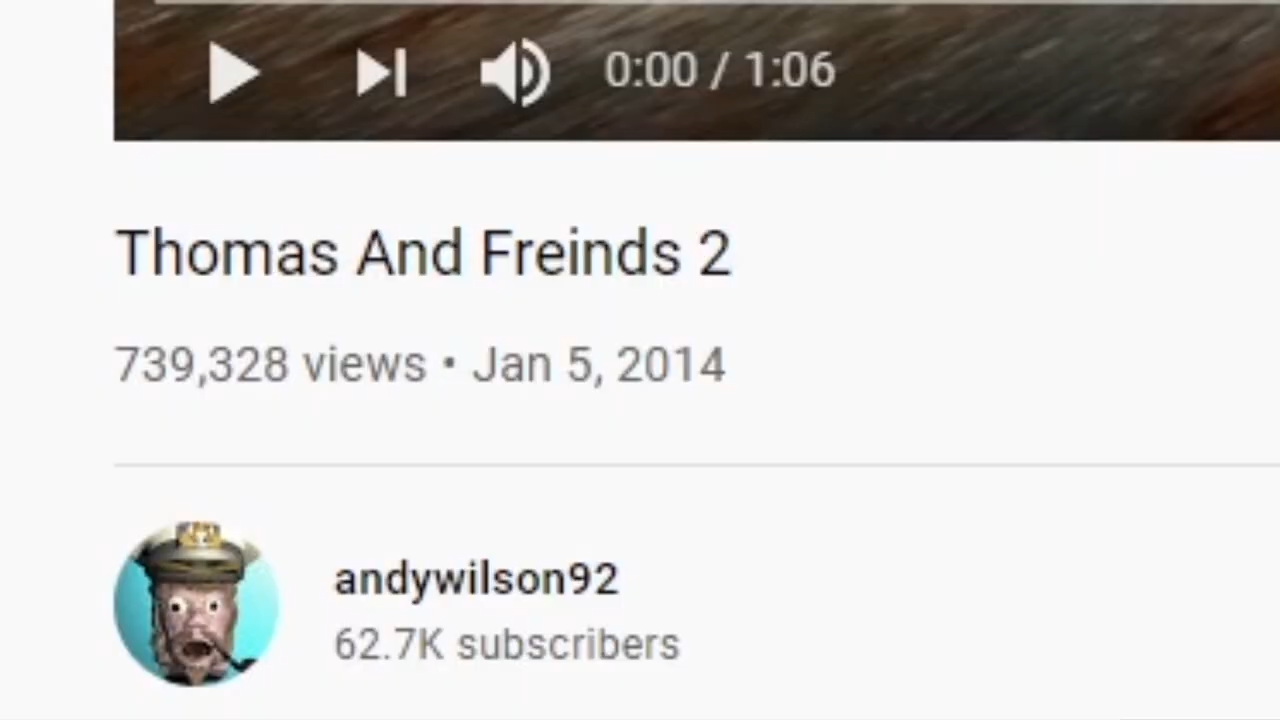 0:00 / 1:06
Thomas And Freinds 2
739,328 views • Jan 5, 2014
andywilson92
62.7K subscribers